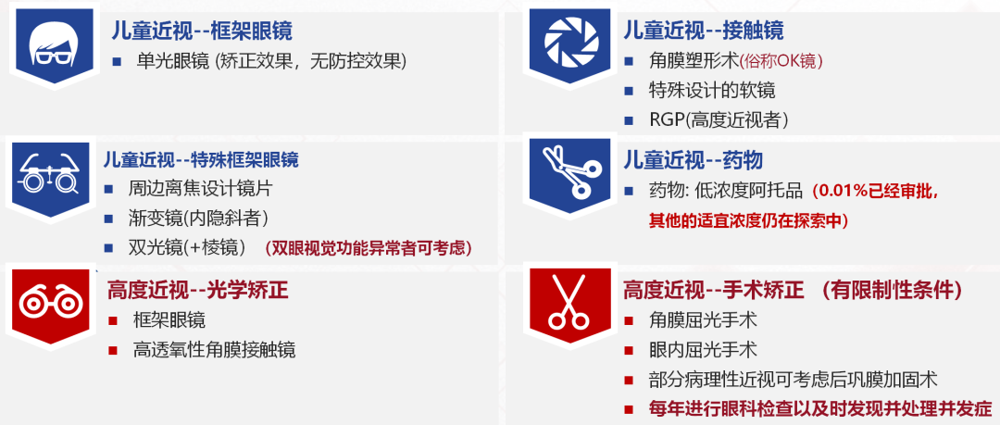 儿童近视--框架眼镜
单光眼镜 (矫正效果，无防控效果)
儿童近视--接触镜
角膜塑形术(俗称OK镜）
特殊设计的软镜
RGP(高度近视者）
儿童近视--特殊框架眼镜
周边离焦设计镜片
渐变镜(内隐斜者）
双光镜(+棱镜）（双眼视觉功能异常者可考虑）
儿童近视--药物
药物: 低浓度阿托品（0.01%已经审批，
其他的适宜浓度仍在探索中）
高度近视--光学矫正
框架眼镜
高透氧性角膜接触镜
高度近视--手术矫正 （有限制性条件）
角膜屈光手术
眼内屈光手术
部分病理性近视可考虑后巩膜加固术
每年进行眼科检查以及时发现并处理并发症